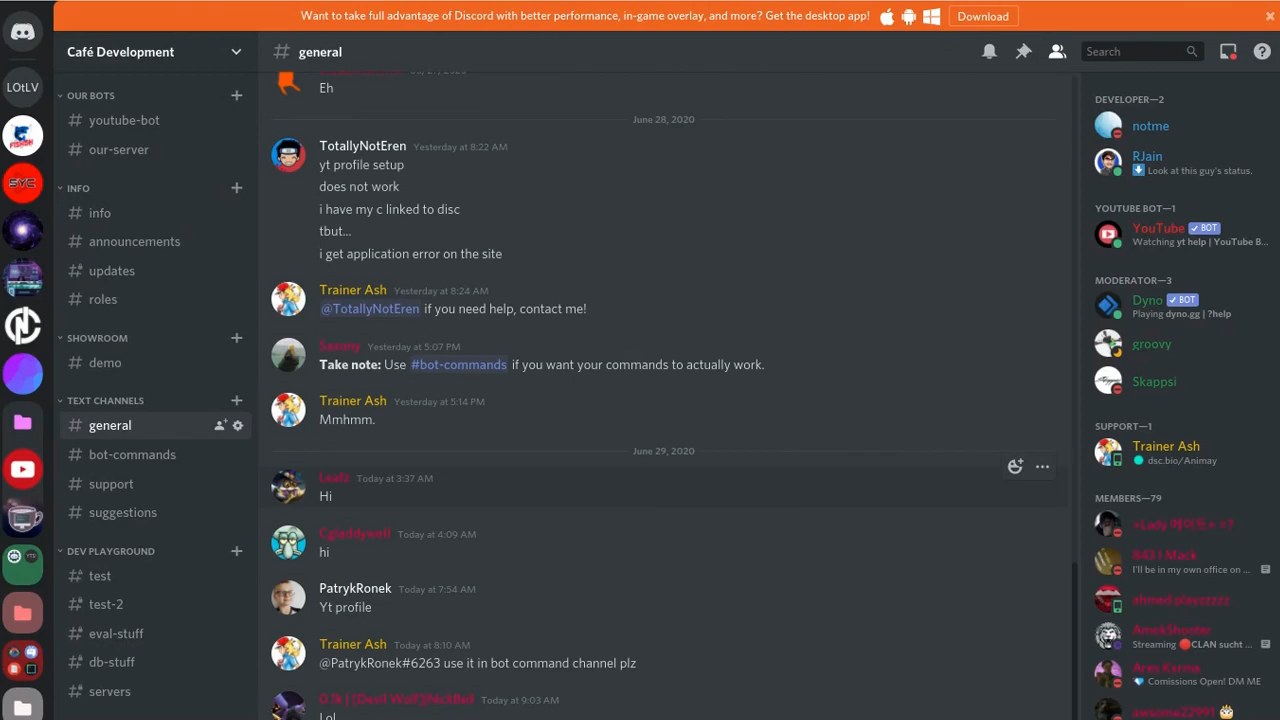 Want to take full advantage of Discord with better performance, in-game overlay, and more? Get the desktop app!
Download
LOtLV
FISHSH
SYC
Café Development
OUR BOTS
youtube-bot
our-server
INFO
info
announcements
updates
roles
SHOWROOM
demo
TEXT CHANNELS
general
bot-commands
support
suggestions
DEV PLAYGROUND
test
test-2
eval-stuff
db-stuff
servers
general
Search
Eh
June 28, 2020
TotallyNotEren Yesterday at 8:22 AM
yt profile setup
does not work
i have my c linked to disc
tbut...
i get application error on the site
Trainer Ash Yesterday at 8:24 AM
@TotallyNotEren if you need help, contact me!
Yesterday at 5:07 PM
Take note: Use #bot-commands if you want your commands to actually work.
Trainer Ash Yesterday at 5:14 PM
Mmhmm.
June 29, 2020
Leafz Today at 3:37 AM
Hi
Cgladdywell Today at 4:09 AM
hi
PatrykRonek Today at 7:54 AM
Yt profile
Trainer Ash Today at 8:10 AM
@PatrykRonek#6263 use it in bot command channel plz
Today at 9:03 AM
Lol
DEVELOPER—2
notme
RJain
Look at this guy's status.
YOUTUBE BOT—1
YouTube BOT
Watching yt help | YouTube B...
MODERATOR—3
Dyno BOT
Playing dyno.gg | ?help
groovy
Skappsi
SUPPORT—1
Trainer Ash
dsc.bio/Animay
MEMBERS—79
843 | Mack
I'll be in my own office on ...
ahmed playzzzzz
AmokShooter
Streaming CLAN sucht ...
Ares Karma
Comissions Open! DM ME
awsome22991